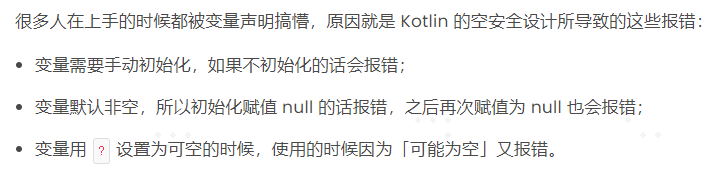 很多人在上手的时候都被变量声明搞懵，原因就是 Kotlin 的空安全设计所导致的这些报错：
• 变量需要手动初始化，如果不初始化的话会报错；
• 变量默认非空，所以初始化赋值 null 的话报错，之后再次赋值为 null 也会报错；
• 变量用 ? 设置为可空的时候，使用的时候因为「可能为空」又报错。